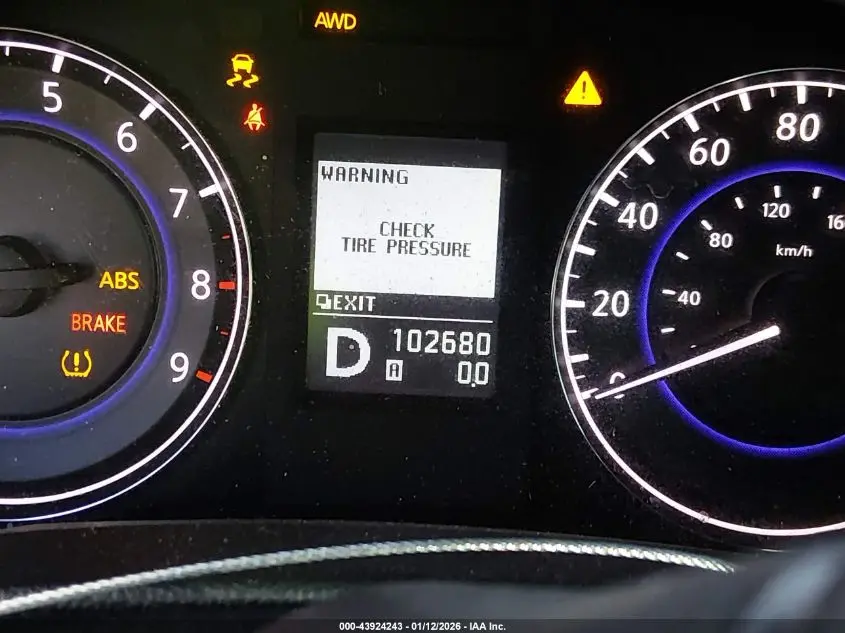 AWD
5
6
7
8
9
ABS
BRAKE
WARNING
CHECK
TIRE PRESSURE
EXIT
D
102680
A
0.0
0
20
40
60
80
40
80
120
km/h
000-43924243 - 01/12/2026 - IAA Inc.